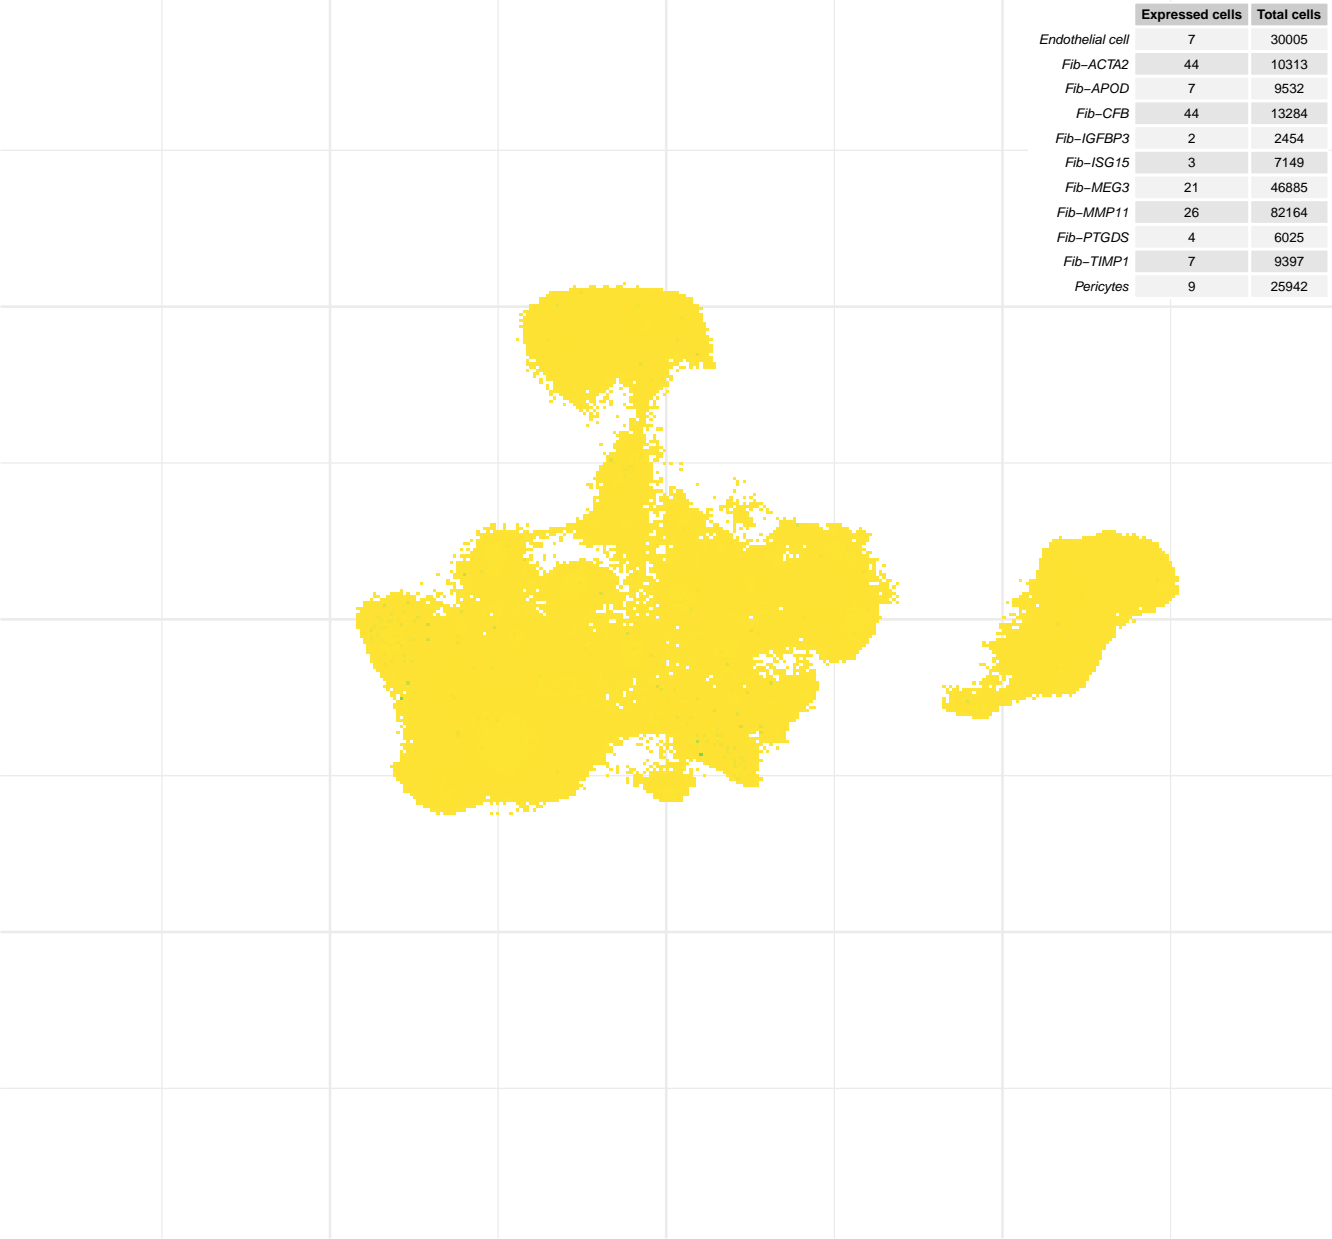 Expressed cells Total cells
Endothelial cell 7 30005
Fib−ACTA2 44 10313
Fib−APOD 7 9532
Fib−CFB 44 13284
Fib−IGFBP3 2 2454
Fib−ISG15 3 7149
Fib−MEG3 21 46885
Fib−MMP11 26 82164
Fib−PTGDS 4 6025
Fib−TIMP1 7 9397
Pericytes 9 25942